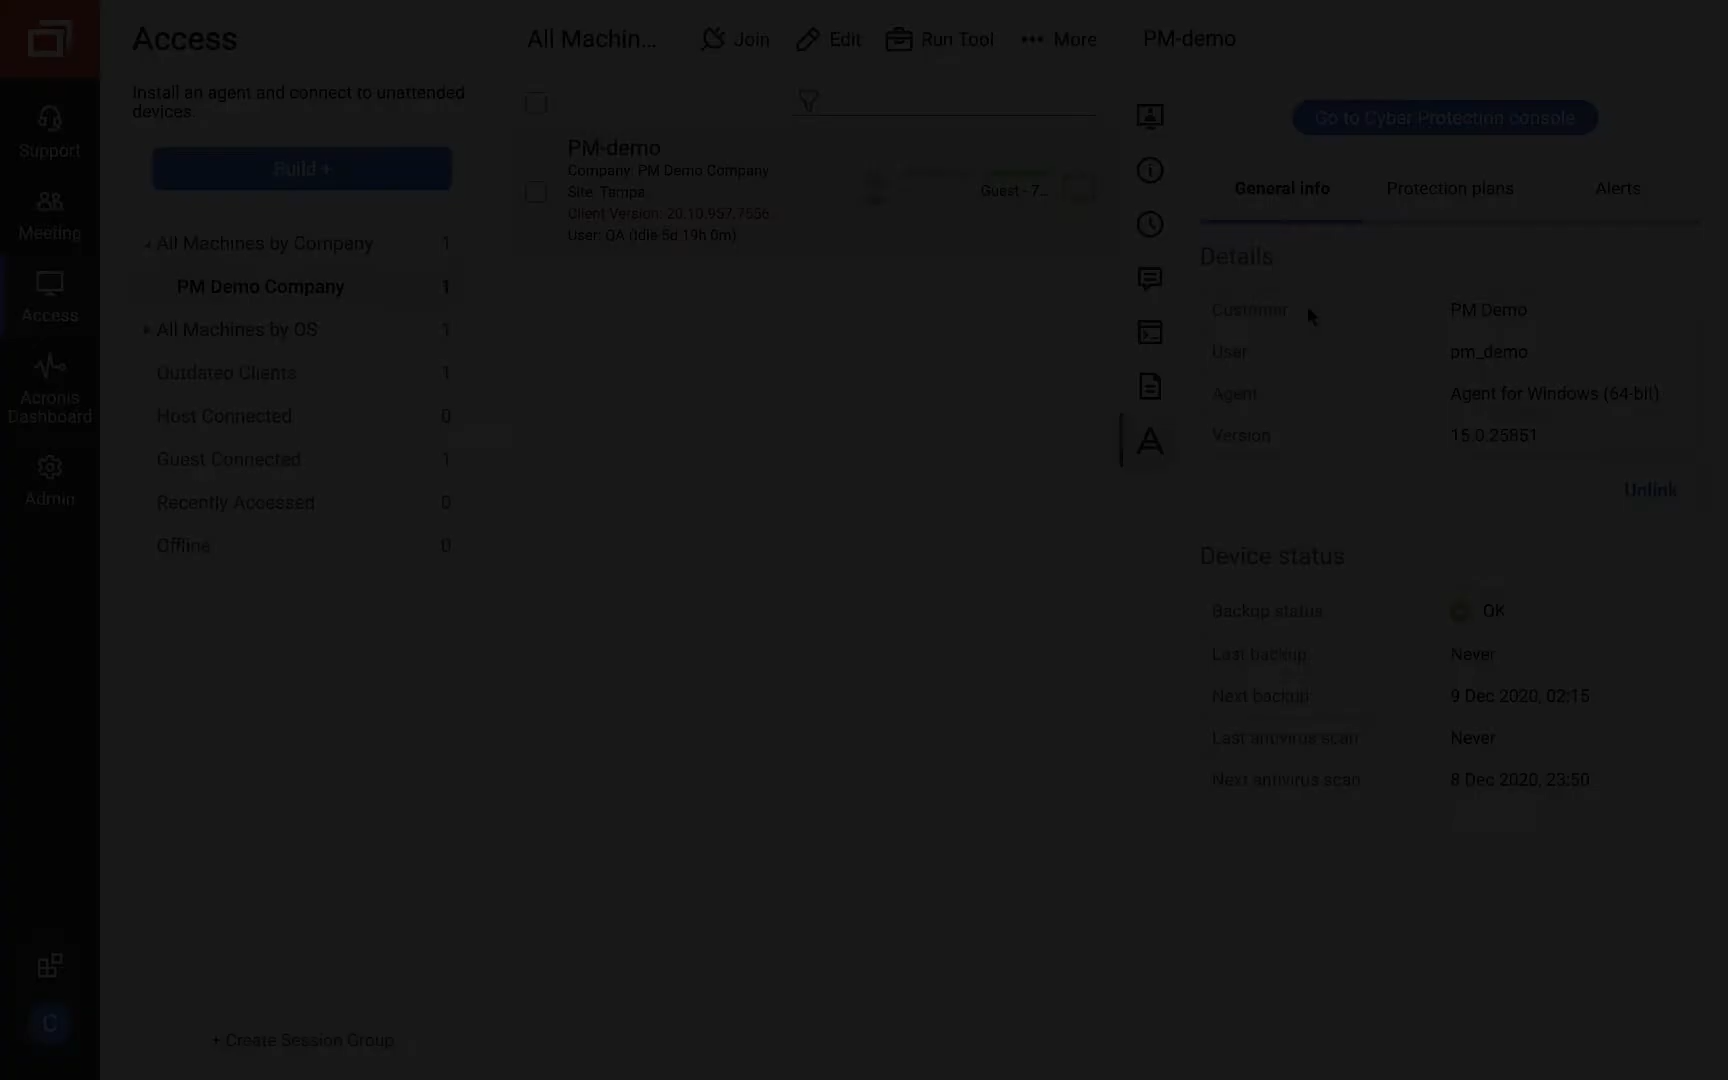 Access
Install an agent and connect to unattended
devices.
Build +
All Machines by Company 1
PM Demo Company 1
All Machines by OS 1
Outdated Clients 1
Host Connected 0
Guest Connected 1
Recently Accessed 0
Offline 0
+ Create Session Group
Support
Meeting
Access
Acronis
Dashboard
Admin
C
All Machin...
Join
Edit
Run Tool
More
PM-demo
Company: PM Demo Company
Site: Tampa
Client Version: 20.10.957.7556
User: QA (Idle 5d 19h 0m)
Guest - 7...
PM-demo
Go to Cyber Protection console
General info
Protection plans
Alerts
Details
Customer PM Demo
User pm_demo
Agent Agent for Windows (64-bit)
Version 15.0.25851
Unlink
Device status
Backup status OK
Last backup Never
Next backup 9 Dec 2020, 02:15
Last antivirus scan Never
Next antivirus scan 8 Dec 2020, 23:50